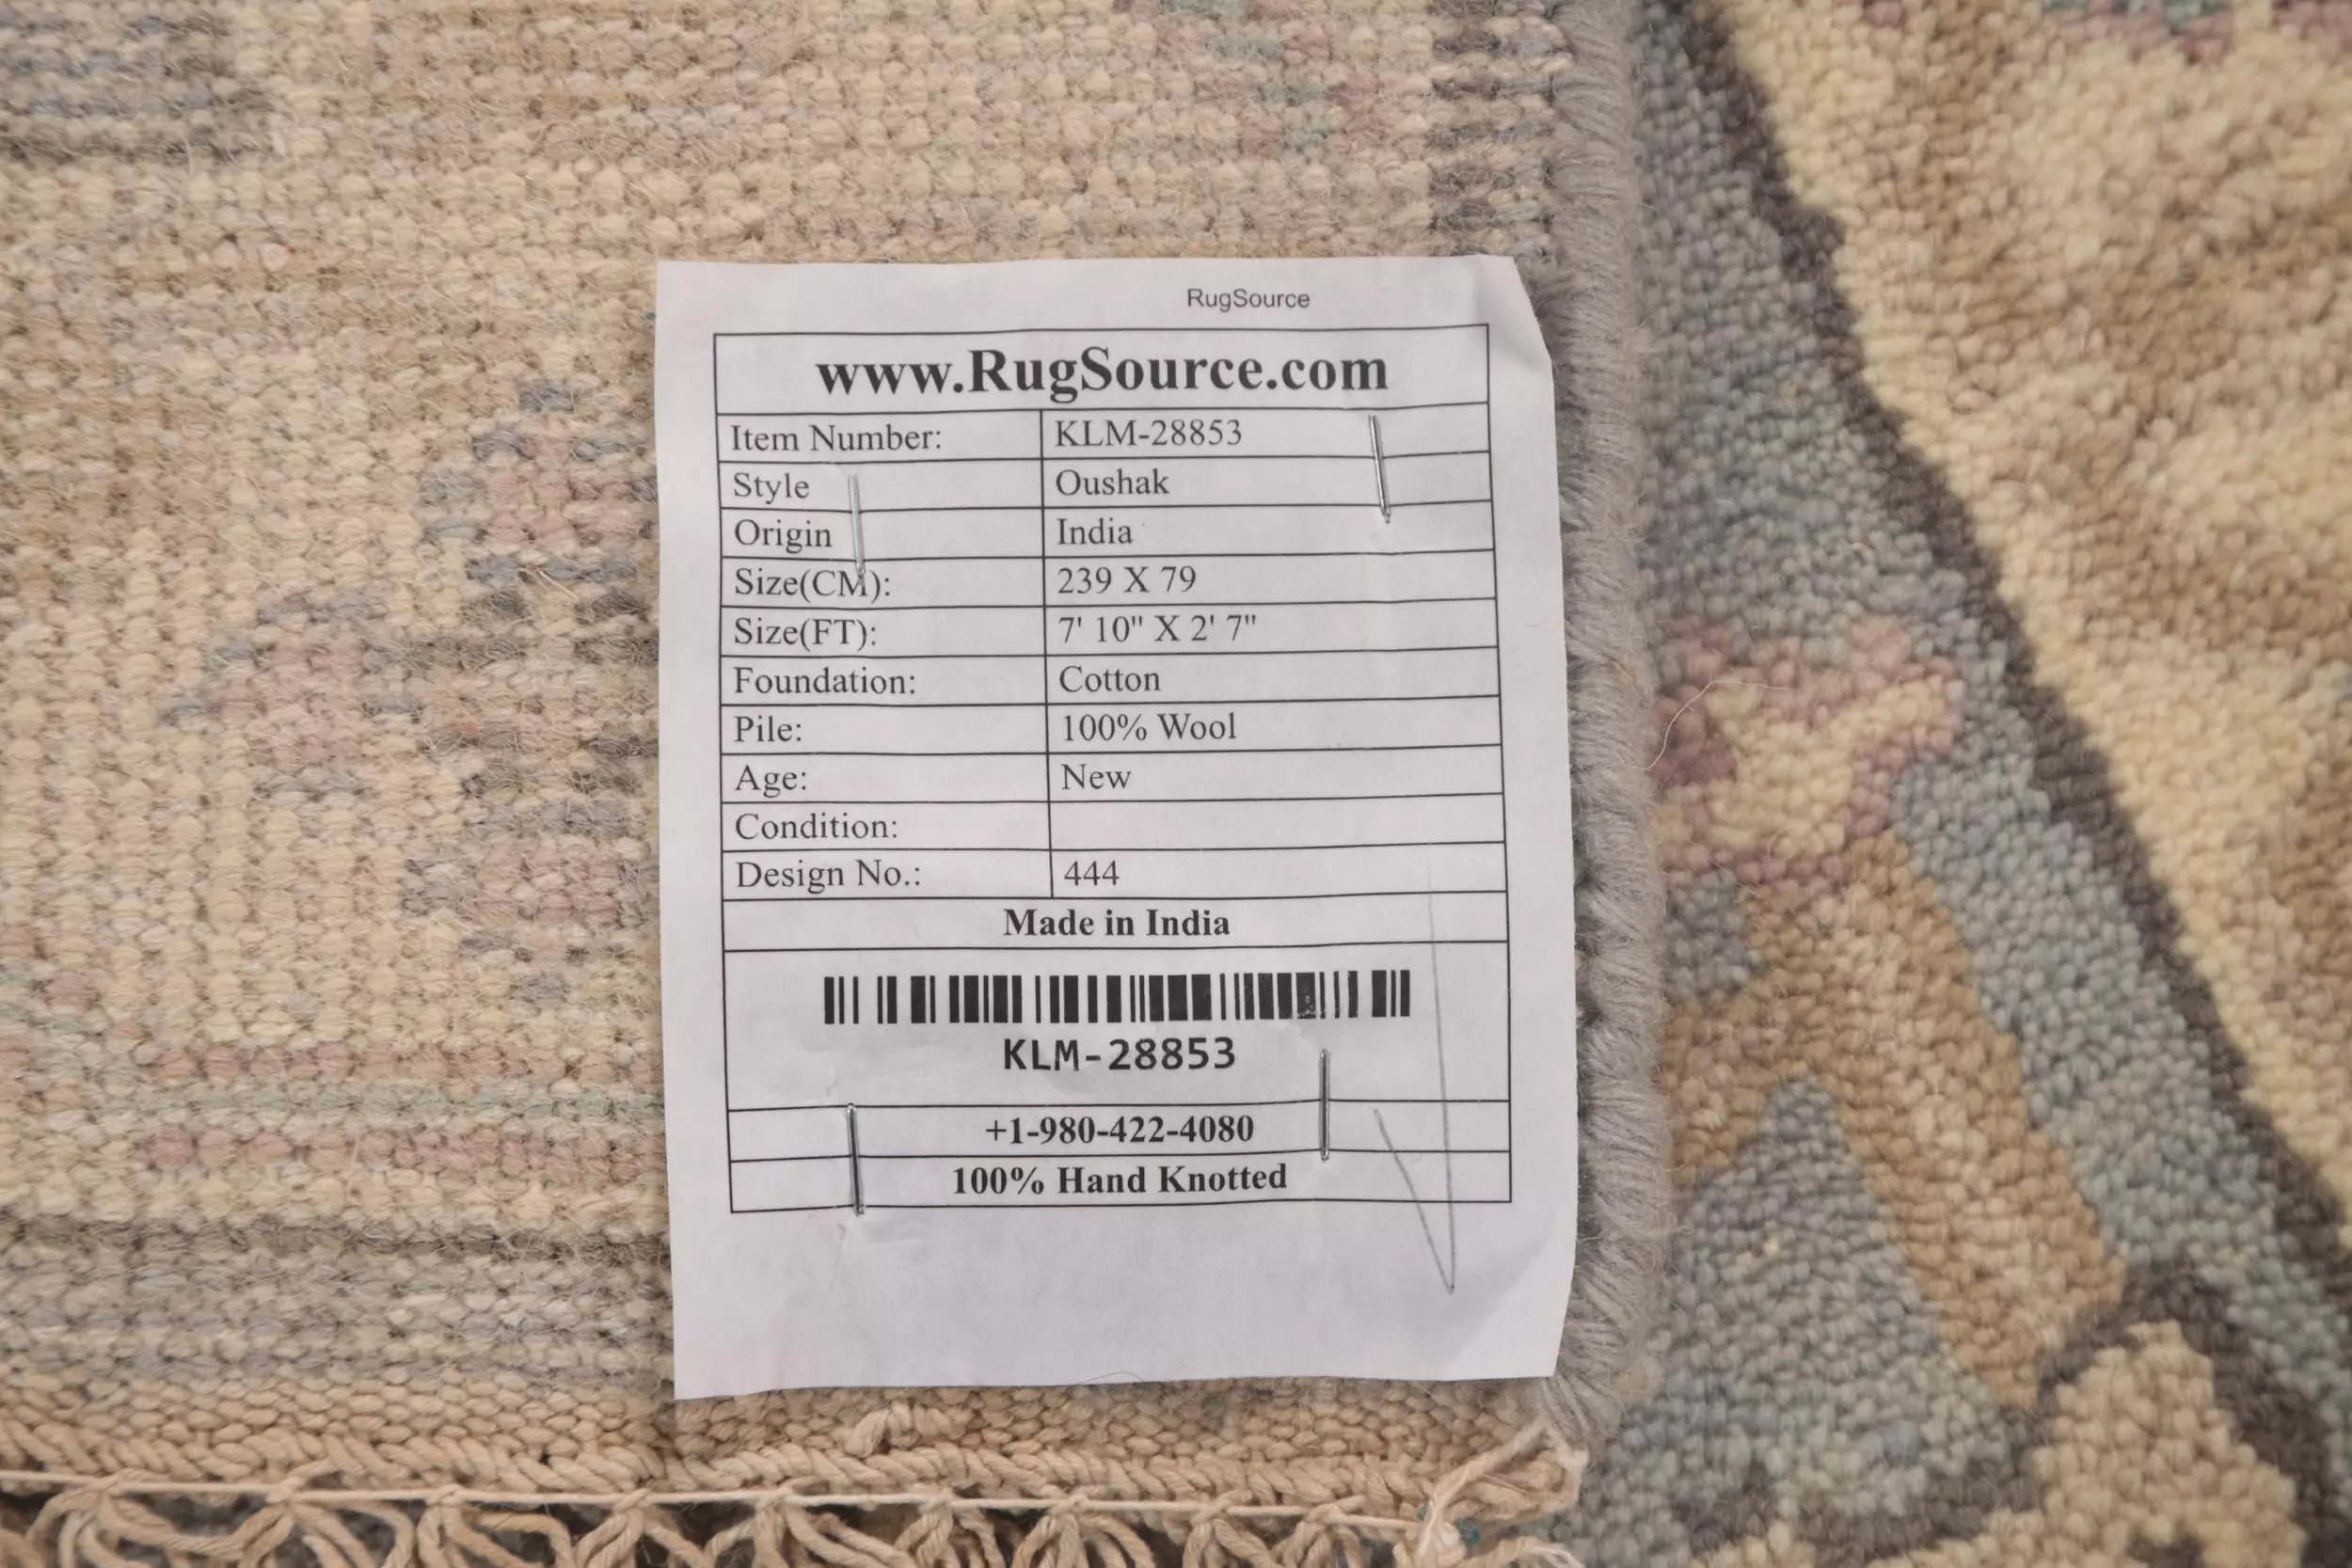 RugSource
www.RugSource.com
Item Number: KLM-28853
Style Oushak
Origin India
Size(CM): 239 X 79
Size(FT): 7' 10" X 2' 7"
Foundation: Cotton
Pile: 100% Wool
Age: New
Condition:
Design No.: 444
Made in India
KLM-28853
+1-980-422-4080
100% Hand Knotted